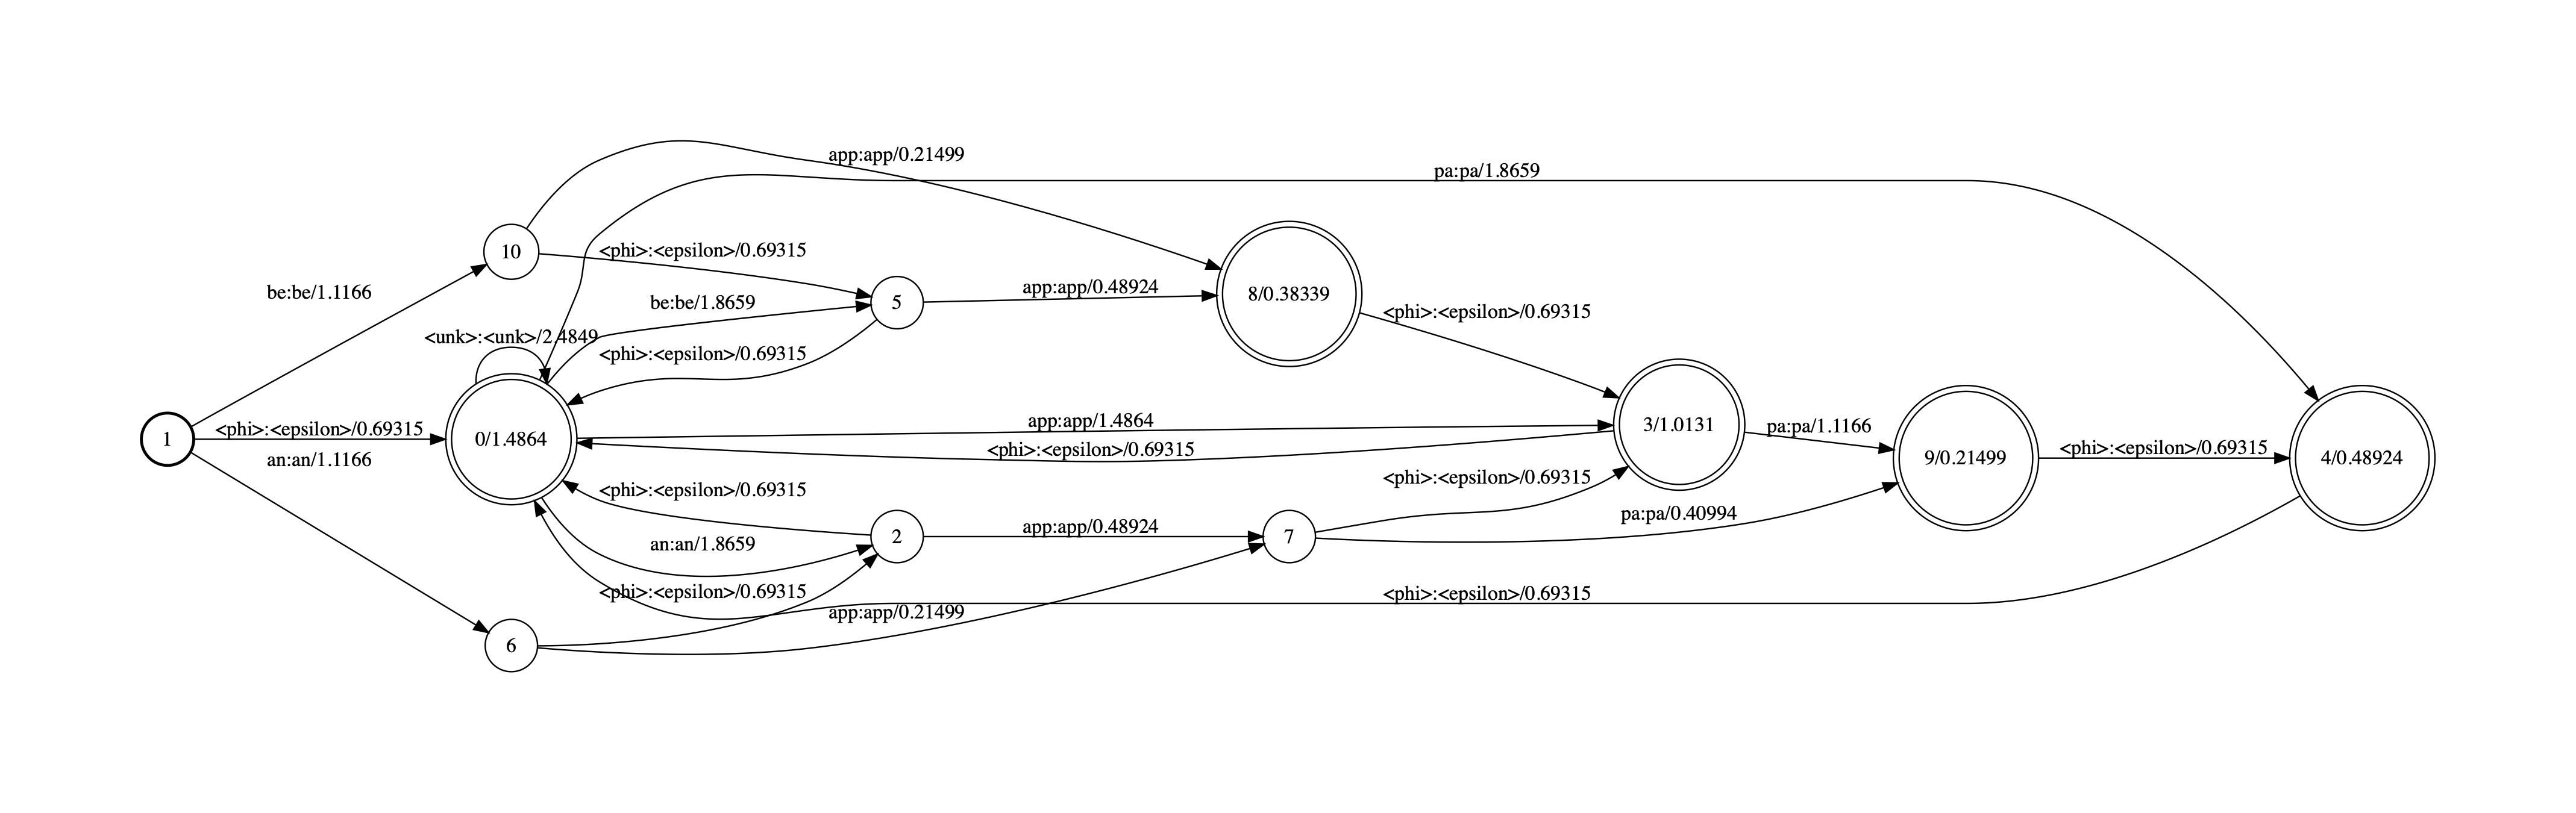 app:app/0.21499
pa:pa/1.8659
10
<phi>:<epsilon>/0.69315
be:be/1.1166
be:be/1.8659
5
app:app/0.48924
8/0.38339
<phi>:<epsilon>/0.69315
<unk>:<unk>/2.4849
<phi>:<epsilon>/0.69315
1
<phi>:<epsilon>/0.69315
an:an/1.1166
0/1.4864
app:app/1.4864
<phi>:<epsilon>/0.69315
3/1.0131
pa:pa/1.1166
9/0.21499
<phi>:<epsilon>/0.69315
4/0.48924
<phi>:<epsilon>/0.69315
<phi>:<epsilon>/0.69315
an:an/1.8659
2
app:app/0.48924
7
pa:pa/0.40994
<phi>:<epsilon>/0.69315
app:app/0.21499
<phi>:<epsilon>/0.69315
6